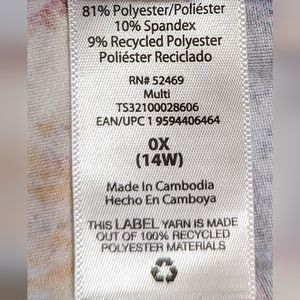 81% Polyester/Poliéster
10% Spandex
9% Recycled Polyester
Poliéster Reciclado
RN# 52469
Multi
TS32100028606
EAN/UPC 1 9594406464
0X
(14W)
Made In Cambodia
Hecho En Camboya
THIS LABEL YARN IS MADE
OUT OF 100% RECYCLED
POLYESTER MATERIALS